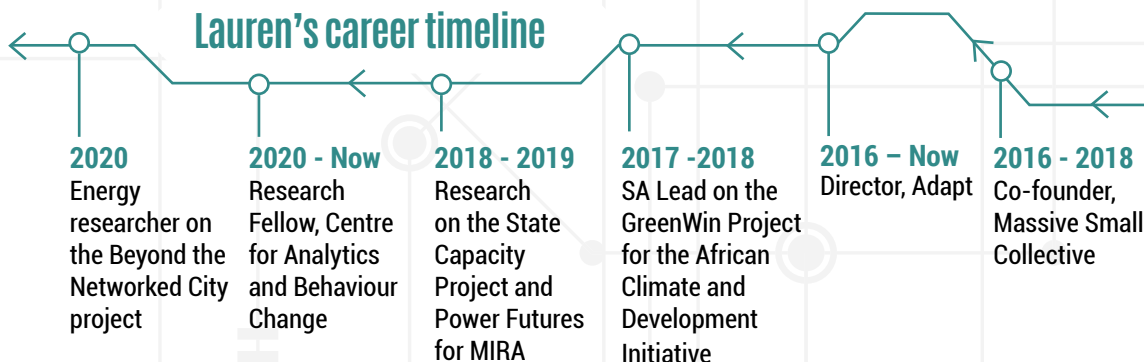 Lauren’s career timeline
2020
Energy
researcher on
the Beyond the
Networked City
project
2020 - Now
Research
Fellow, Centre
for Analytics
and Behaviour
Change
2018 - 2019
Research
on the State
Capacity
Project and
Power Futures
for MIRA
2017 -2018
SA Lead on the
GreenWin Project
for the African
Climate and
Development
Initiative
2016 – Now
Director, Adapt
2016 - 2018
Co-founder,
Massive Small
Collective